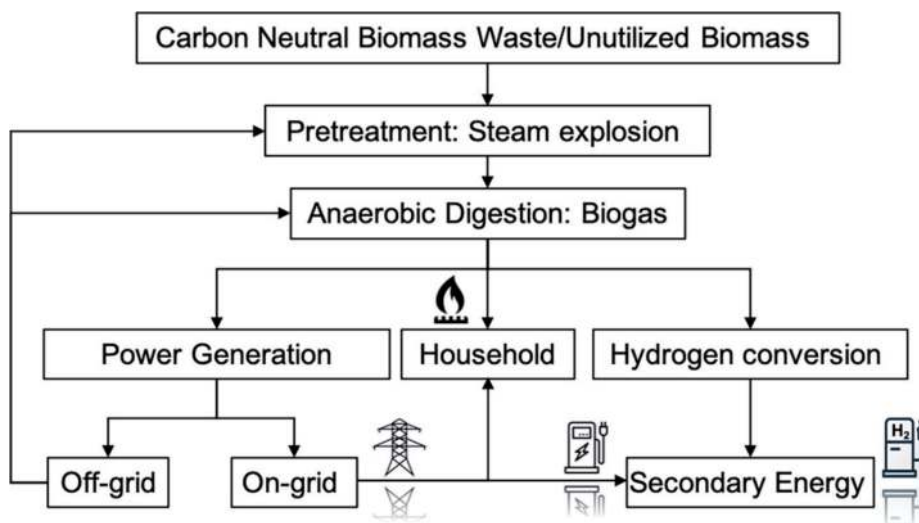 Carbon Neutral Biomass Waste/Unutilized Biomass
Pretreatment: Steam explosion
Anaerobic Digestion: Biogas
Power Generation
Household
Hydrogen conversion
H₂
Off-grid
On-grid
Secondary Energy